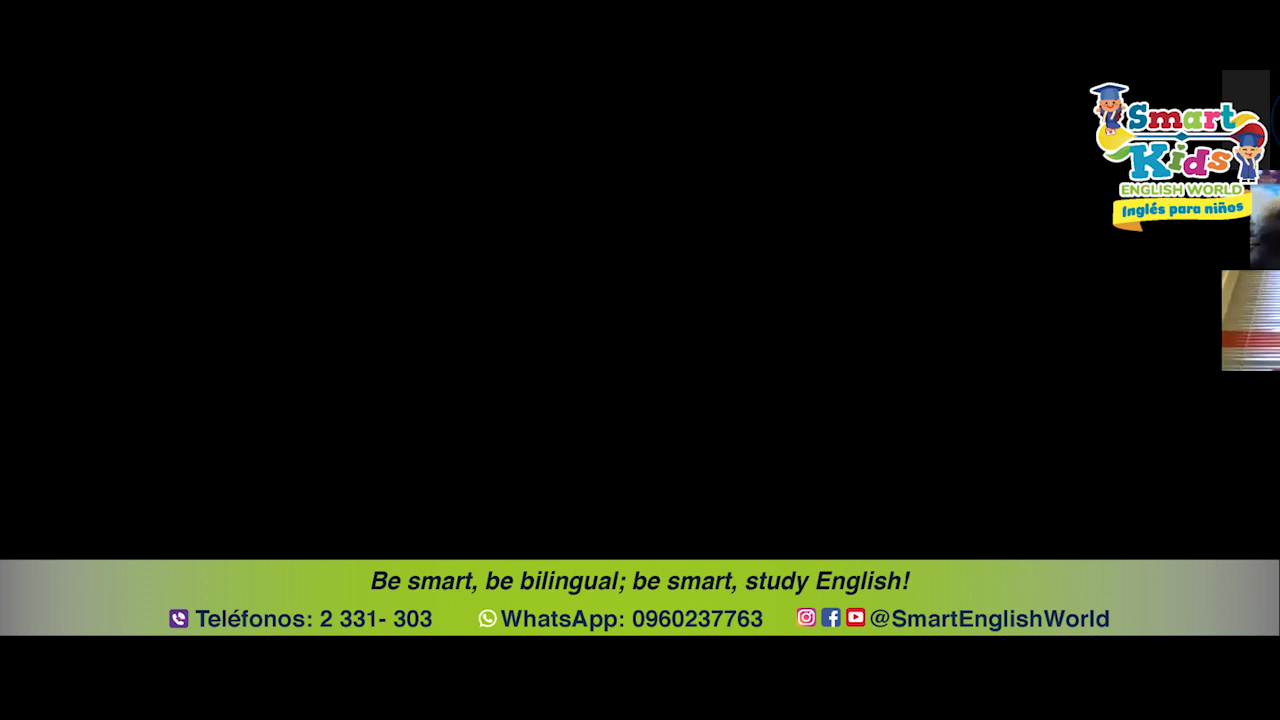 Smart
Kids
ENGLISH WORLD
Inglés para niños
Be smart, be bilingual; be smart, study English!
Teléfonos: 2 331- 303 WhatsApp: 0960237763 @SmartEnglishWorld